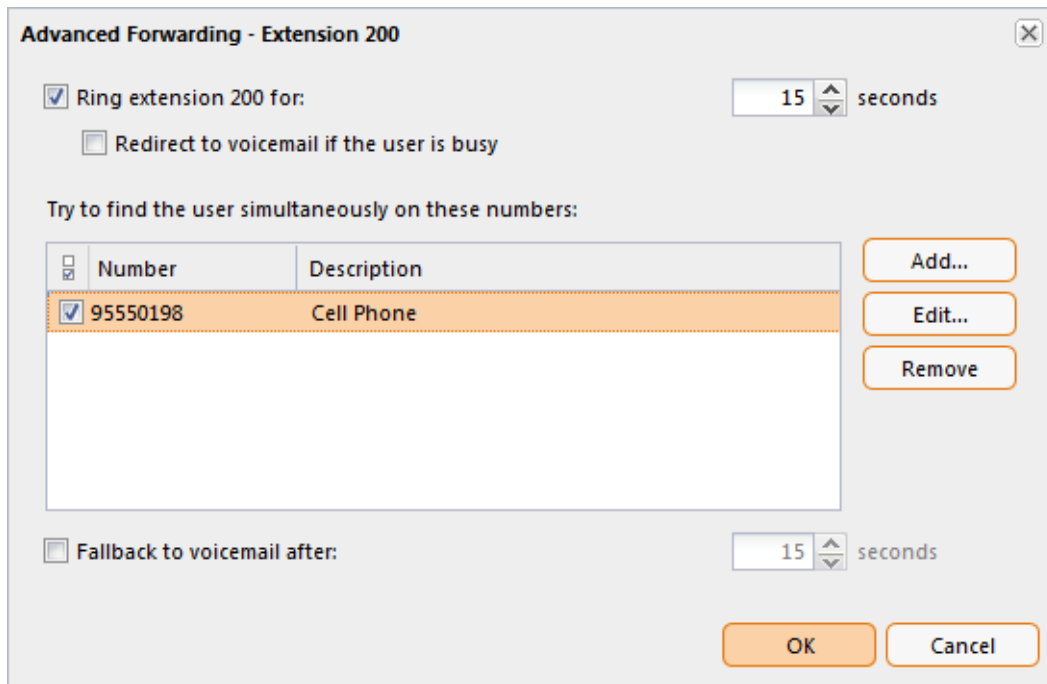 Advanced Forwarding - Extension 200
Ring extension 200 for: 15 seconds
Redirect to voicemail if the user is busy
Try to find the user simultaneously on these numbers:
Number Description Add...
95550198 Cell Phone Edit...
Remove
Fallback to voicemail after: 15 seconds
OK Cancel